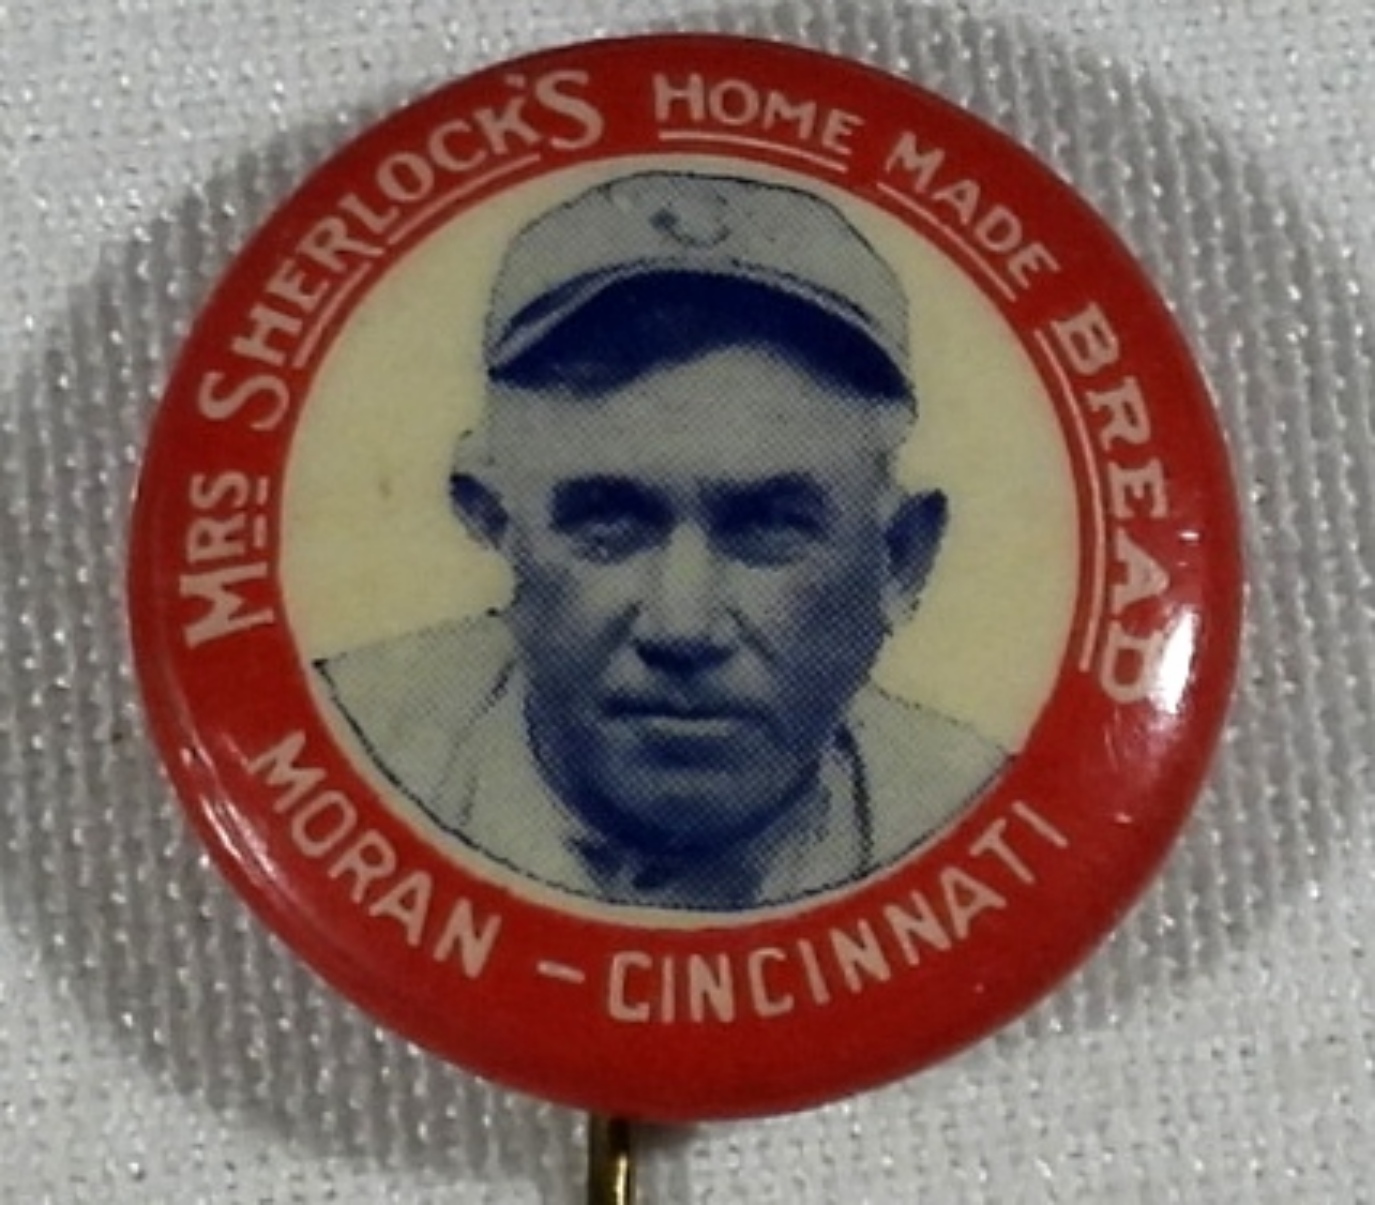 MRS SHERLOCK'S HOME MADE BREAD
MORAN – CINCINNATI